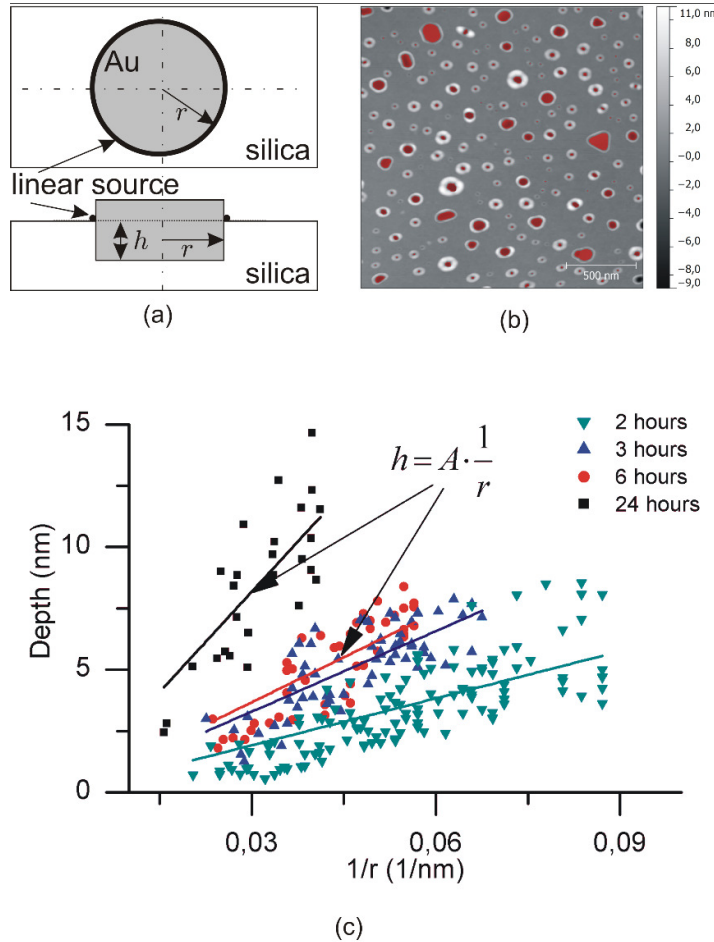 Au
r
silica
linear source
h
r
silica
(a)
11,0 nm
8,0
6,0
4,0
2,0
-0,0
-2,0
-4,0
-6,0
-8,0
-9,0
500 nm
(b)
15
10
5
0
Depth (nm)
h = A · 1/r
2 hours
3 hours
6 hours
24 hours
0,03
0,06
0,09
1/r (1/nm)
(c)